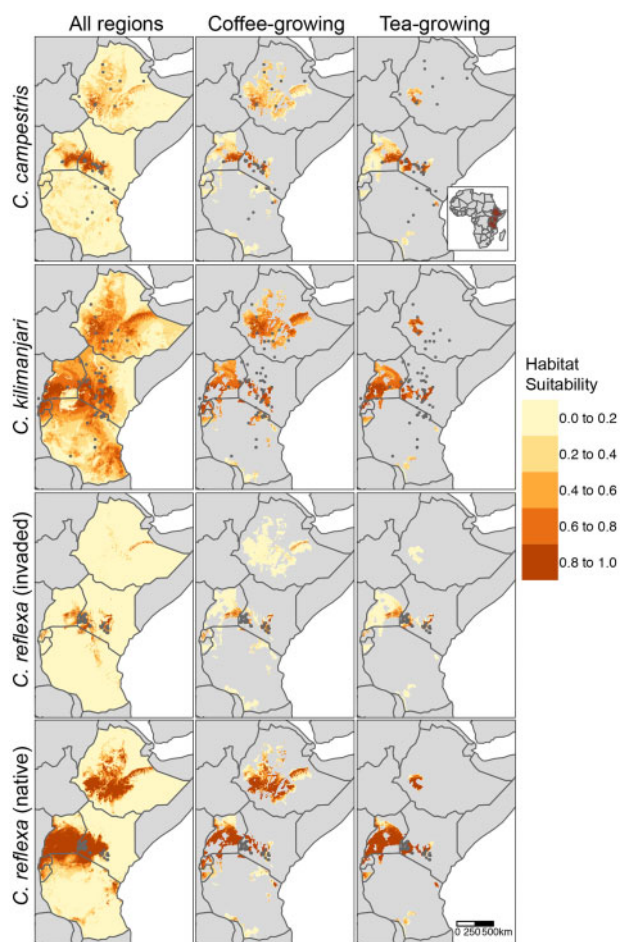 All regions
Coffee-growing
Tea-growing
C. campestris
C. kilimanjari
C. reflexa (invaded)
C. reflexa (native)
Habitat
Suitability
0.0 to 0.2
0.2 to 0.4
0.4 to 0.6
0.6 to 0.8
0.8 to 1.0
0 250 500km